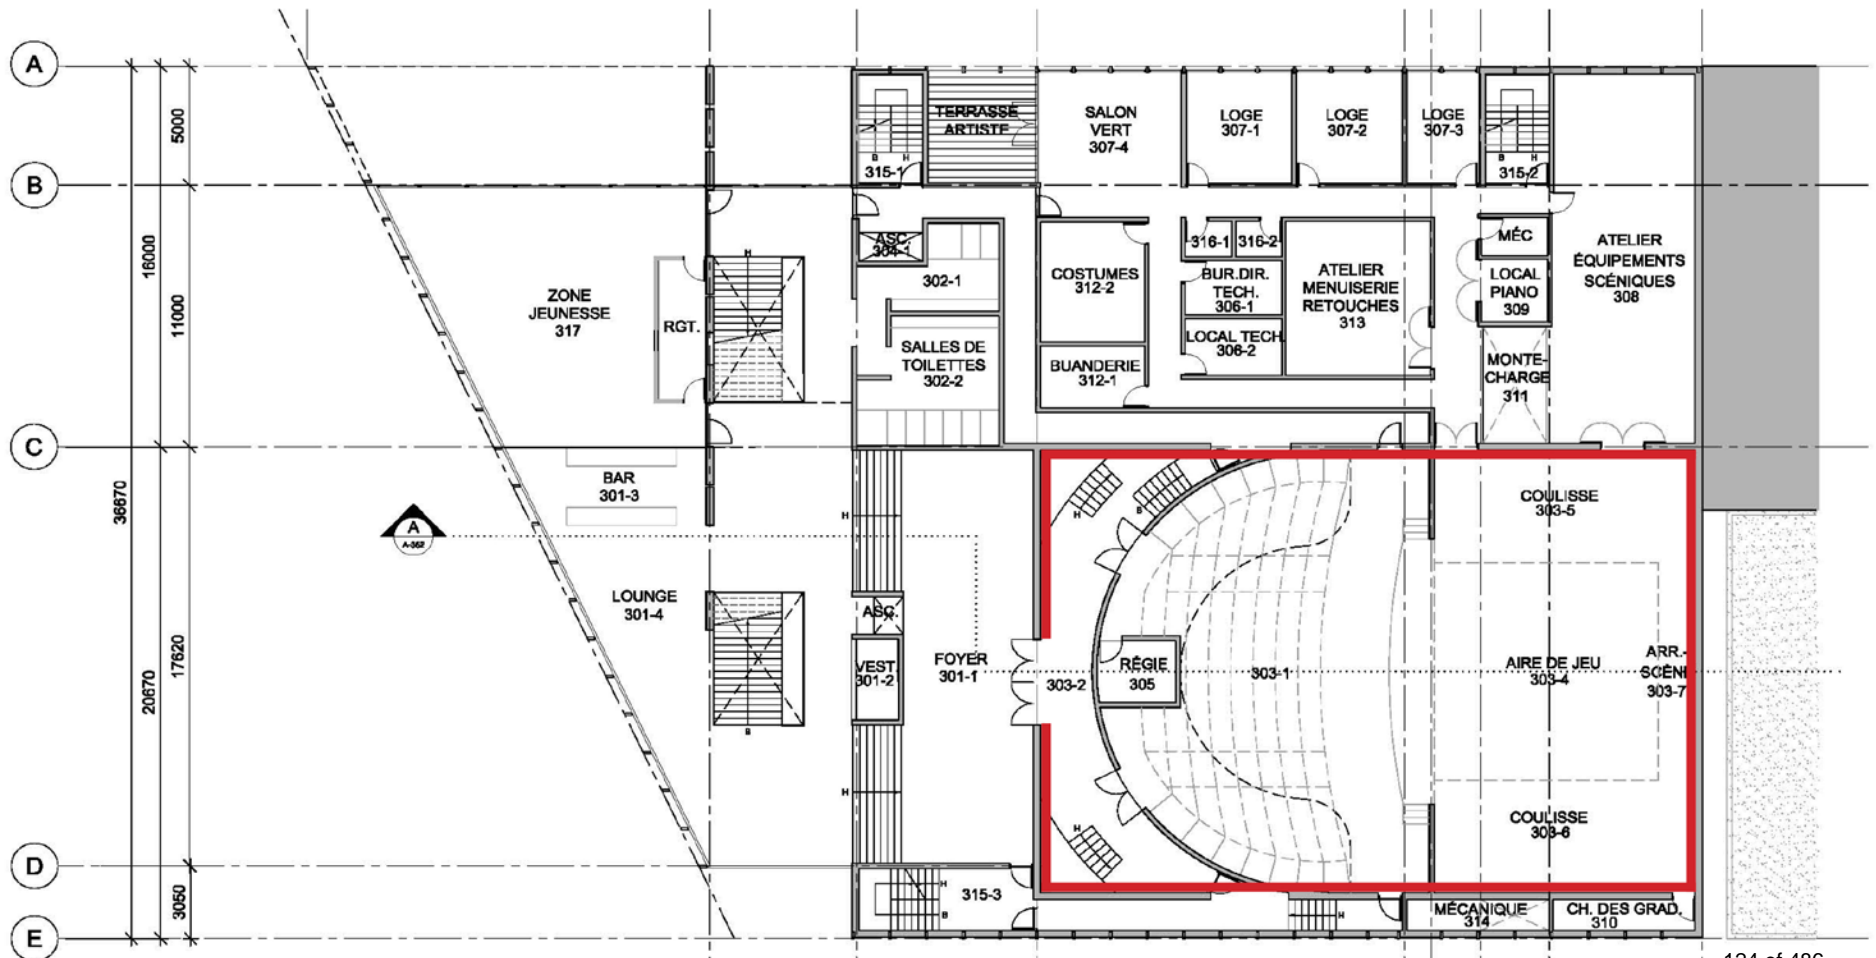 A
B
C
D
E
5000
16000
11000
36670
20670
17620
3050
TERRASSE
ARTISTE
SALON
VERT
307-4
LOGE
307-1
LOGE
307-2
LOGE
307-3
B
H
315-1
B
H
315-2
ASC.
304-1
302-1
SALLES DE
TOILETTES
302-2
COSTUMES
312-2
BUANDERIE
312-1
316-1
316-2
BUR.DIR.
TECH.
306-1
LOCAL TECH.
306-2
ATELIER
MENUISERIE
RETOUCHES
313
MÉC
LOCAL
PIANO
309
MONTE-
CHARGE
311
ATELIER
ÉQUIPEMENTS
SCÉNIQUES
308
ZONE
JEUNESSE
317
RGT.
H
BAR
301-3
A
A-362
LOUNGE
301-4
B
H
H
ASC.
VEST.
301-2
FOYER
301-1
303-2
RÉGIE
305
303-1
H
B
H
COULISSE
303-5
AIRE DE JEU
303-4
ARR.-
SCÈN
303-7
COULISSE
303-6
H
B
315-3
H
MÉCANIQUE
314
CH. DES GRAD.
310